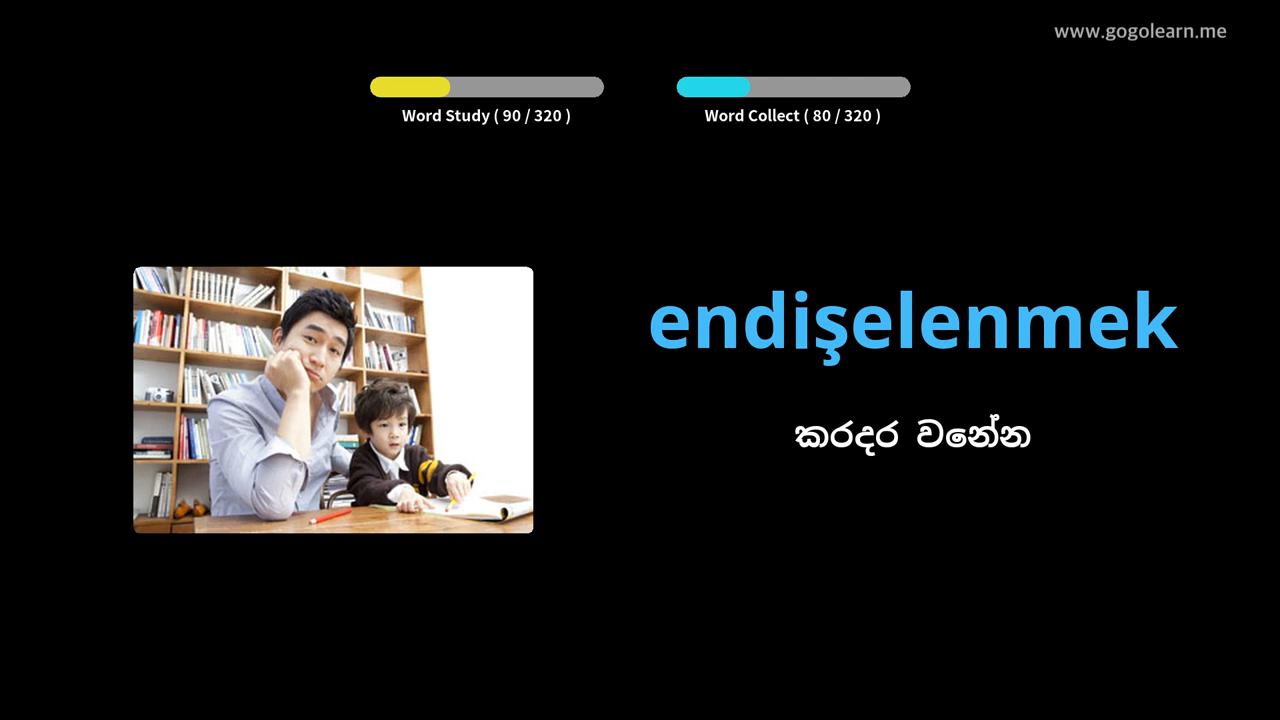 www.gogolearn.me
Word Study ( 90 / 320 )
Word Collect ( 80 / 320 )
endişelenmek
කරදර වනේන